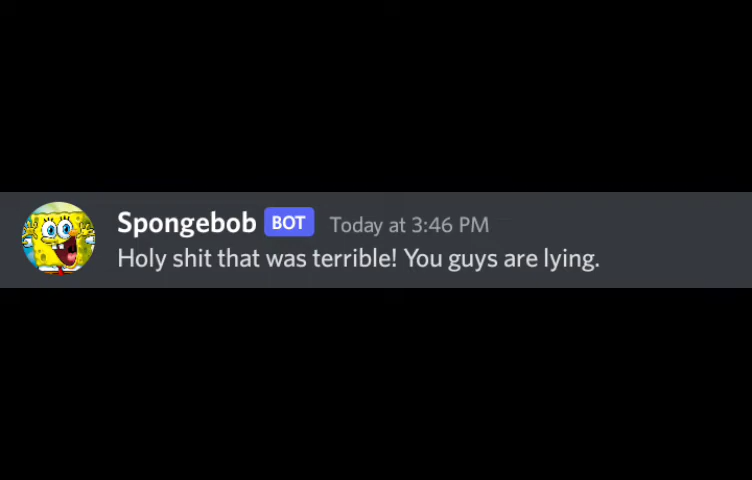 Spongebob BOT Today at 3:46 PM
Holy shit that was terrible! You guys are lying.